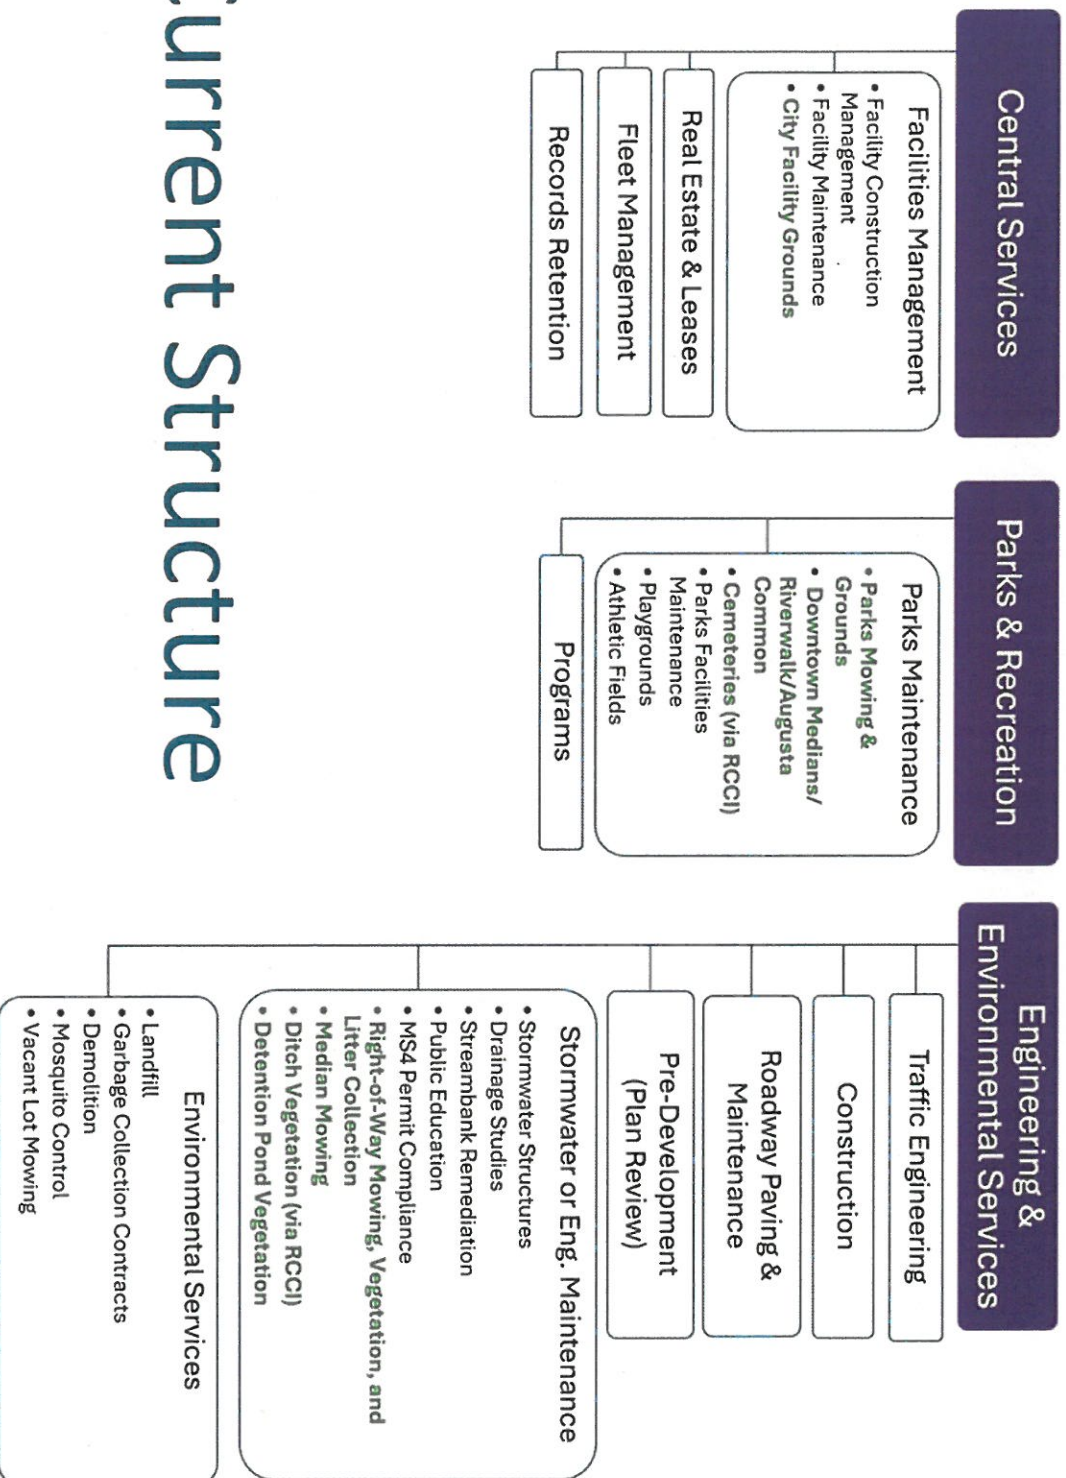 Central Services
Facilities Management
• Facility Construction
Management
• Facility Maintenance
• City Facility Grounds
Real Estate & Leases
Fleet Management
Records Retention
Parks & Recreation
Parks Maintenance
• Parks Mowing &
Grounds
• Downtown Medians/
Riverwalk/Augusta
Common
• Cemeteries (via RCCI)
• Parks Facilities
Maintenance
• Playgrounds
• Athletic Fields
Programs
Engineering &
Environmental Services
Traffic Engineering
Construction
Roadway Paving &
Maintenance
Pre-Development
(Plan Review)
Stormwater or Eng. Maintenance
• Stormwater Structures
• Drainage Studies
• Streambank Remediation
• Public Education
• MS4 Permit Compliance
• Right-of-Way Mowing, Vegetation, and
Litter Collection
• Median Mowing
• Ditch Vegetation (via RCCI)
• Detention Pond Vegetation
Environmental Services
• Landfill
• Garbage Collection Contracts
• Demolition
• Mosquito Control
• Vacant Lot Mowing
Current Structure